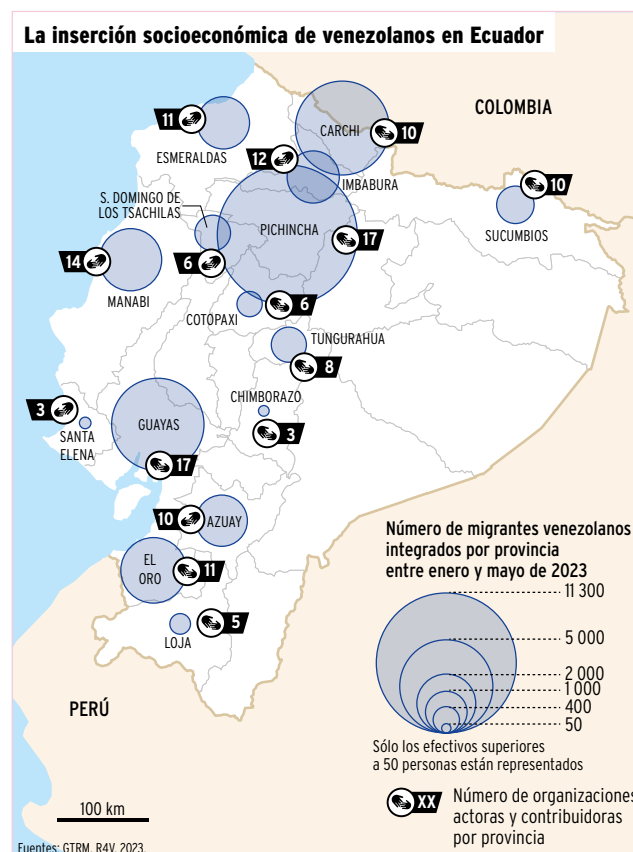 La inserción socioeconómica de venezolanos en Ecuador
COLOMBIA
11
ESMERALDAS
CARCHI
10
12
IMBABURA
10
SUCUMBIOS
S. DOMINGO DE
LOS TSACHILAS
PICHINCHA
17
14
MANABI
6
COTOPAXI
6
TUNGURAHUA
8
CHIMBORAZO
3
3
SANTA
ELENA
GUAYAS
17
10
AZUAY
EL
ORO
11
5
LOJA
PERÚ
Número de migrantes venezolanos
integrados por provincia
entre enero y mayo de 2023
11 300
5 000
2 000
1 000
400
50
Sólo los efectivos superiores
a 50 personas están representados
XX
Número de organizaciones
actoras y contribuidoras
por provincia
100 km
Fuentes: GTRM, R4V, 2023.